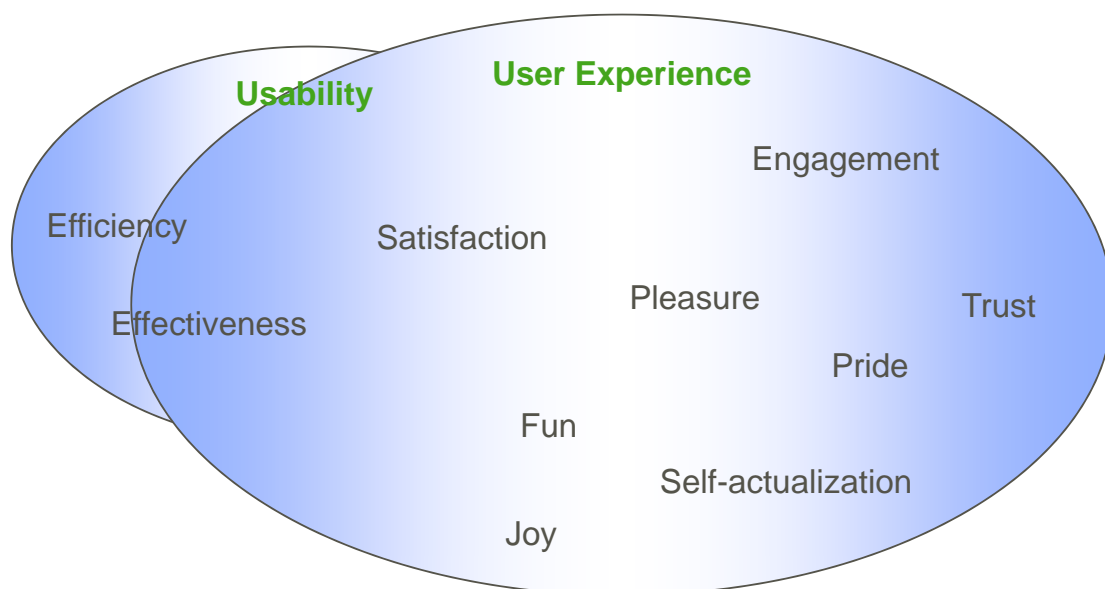 User Experience
Usability
Engagement
Efficiency
Satisfaction
Pleasure
Trust
Effectiveness
Pride
Fun
Self-actualization
Joy